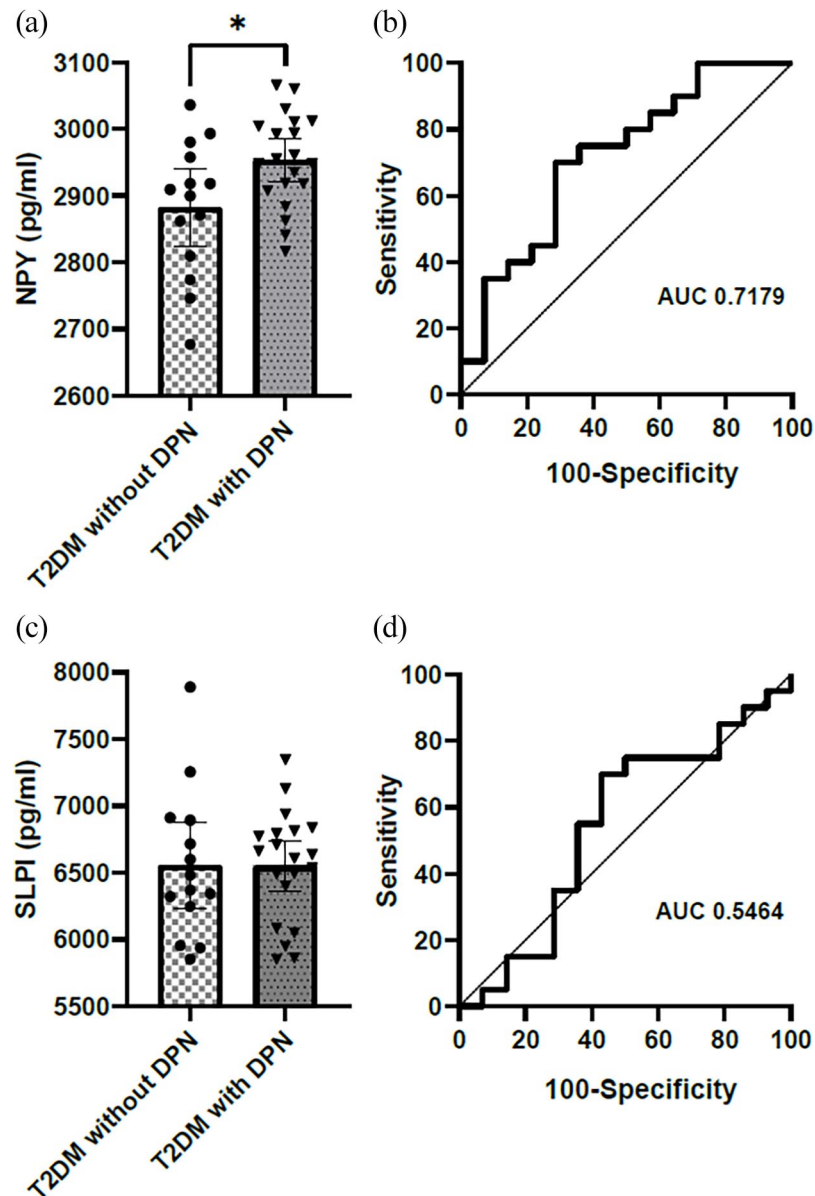 (a)
*
NPY (pg/ml)
3100
3000
2900
2800
2700
2600
T2DM without DPN
T2DM with DPN
(b)
Sensitivity
100
80
60
40
20
0
AUC 0.7179
0 20 40 60 80 100
100-Specificity
(c)
SLPI (pg/ml)
8000
7500
7000
6500
6000
5500
T2DM without DPN
T2DM with DPN
(d)
Sensitivity
100
80
60
40
20
0
AUC 0.5464
0 20 40 60 80 100
100-Specificity